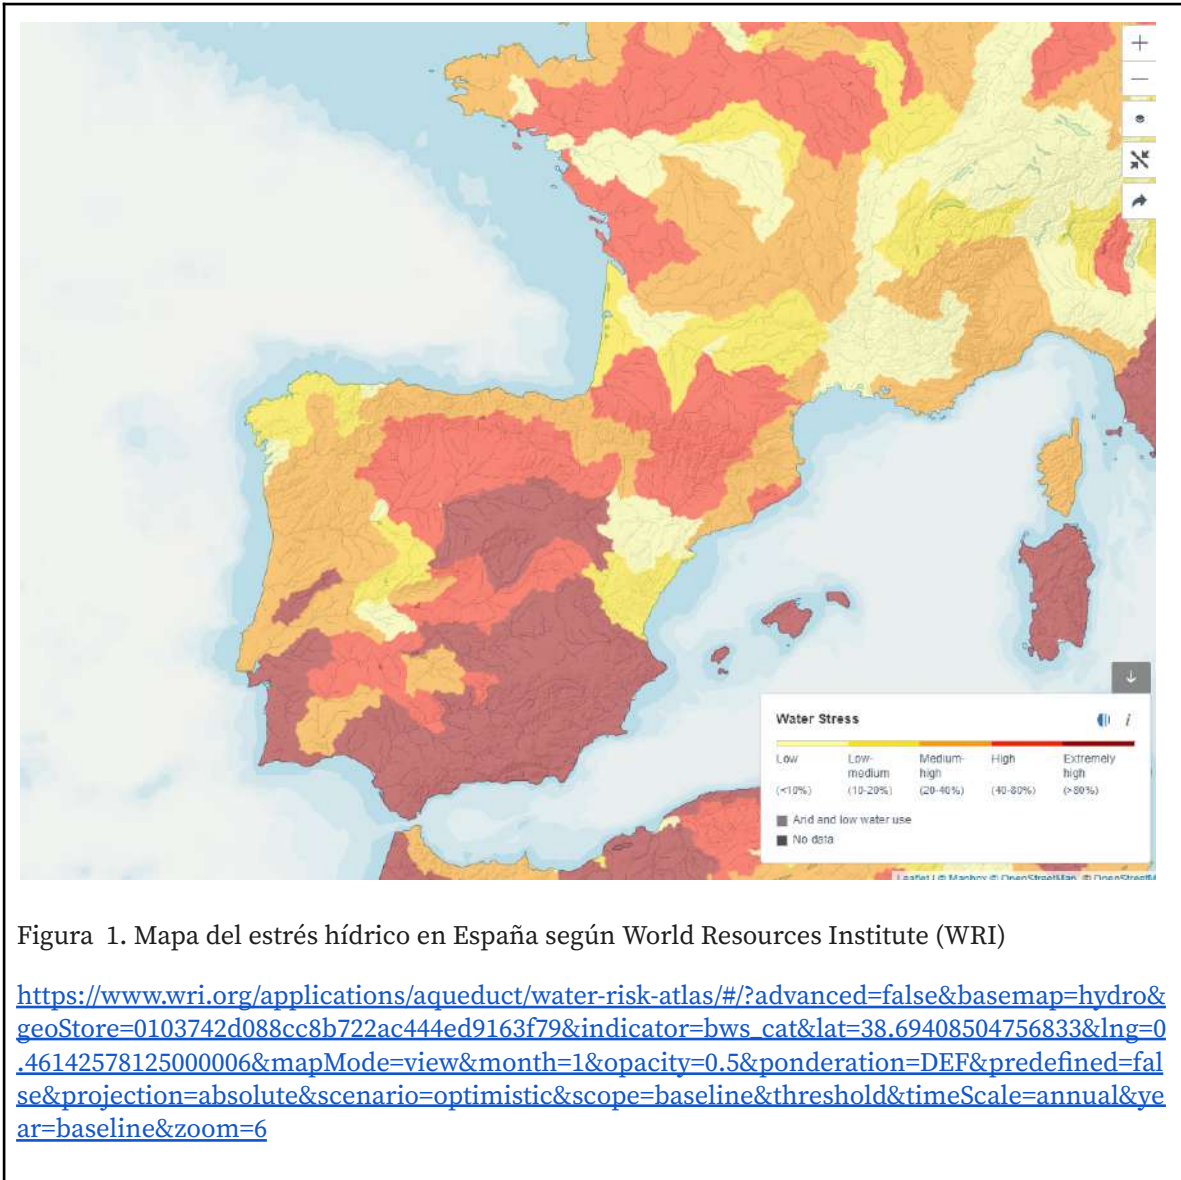 +
—
Water Stress
i
Low
Low-
medium
Medium-
high
High
Extremely
high
(<10%)
(10-20%)
(20-40%)
(40-80%)
(>80%)
Arid and low water use
No data
Leaflet | © Mapbox © OpenStreetMap, © OpenStreetM
Figura 1. Mapa del estrés hídrico en España según World Resources Institute (WRI)
https://www.wri.org/applications/aqueduct/water-risk-atlas/#/?advanced=false&basemap=hydro&
geoStore=0103742d088cc8b722ac444ed9163f79&indicator=bws_cat&lat=38.69408504756833&lng=0
.46142578125000006&mapMode=view&month=1&opacity=0.5&ponderation=DEF&predefined=fal
se&projection=absolute&scenario=optimistic&scope=baseline&threshold&timeScale=annual&ye
ar=baseline&zoom=6